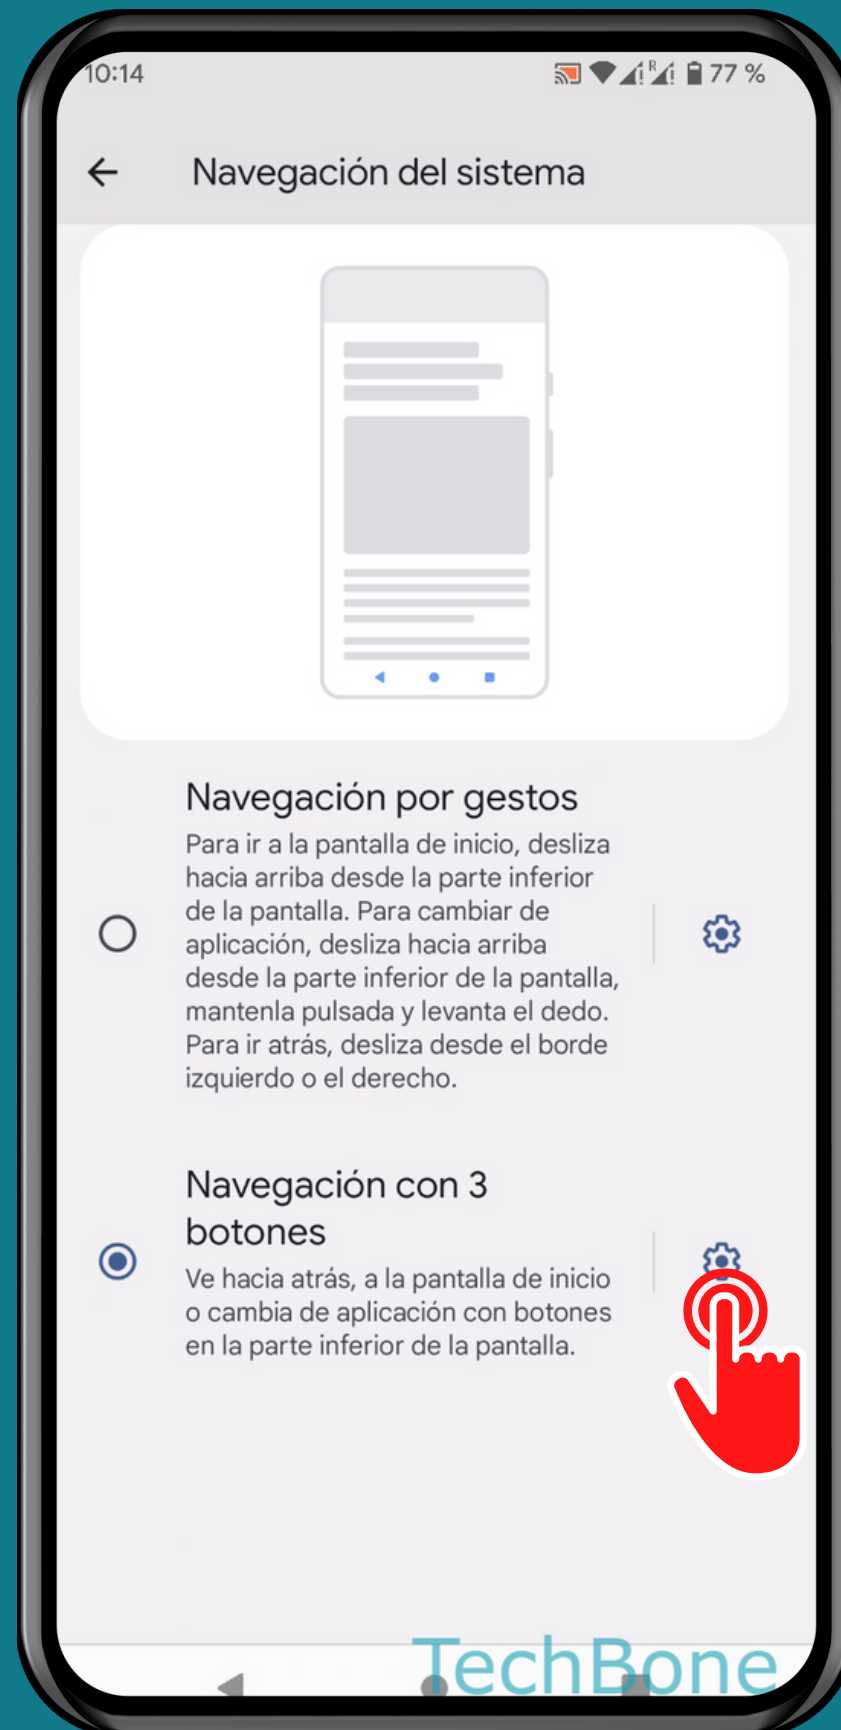 10:14
R
77 %
Navegación del sistema
Navegación por gestos
Para ir a la pantalla de inicio, desliza
hacia arriba desde la parte inferior
de la pantalla. Para cambiar de
aplicación, desliza hacia arriba
desde la parte inferior de la pantalla,
mantenla pulsada y levanta el dedo.
Para ir atrás, desliza desde el borde
izquierdo o el derecho.
Navegación con 3
botones
Ve hacia atrás, a la pantalla de inicio
o cambia de aplicación con botones
en la parte inferior de la pantalla.
TechBone